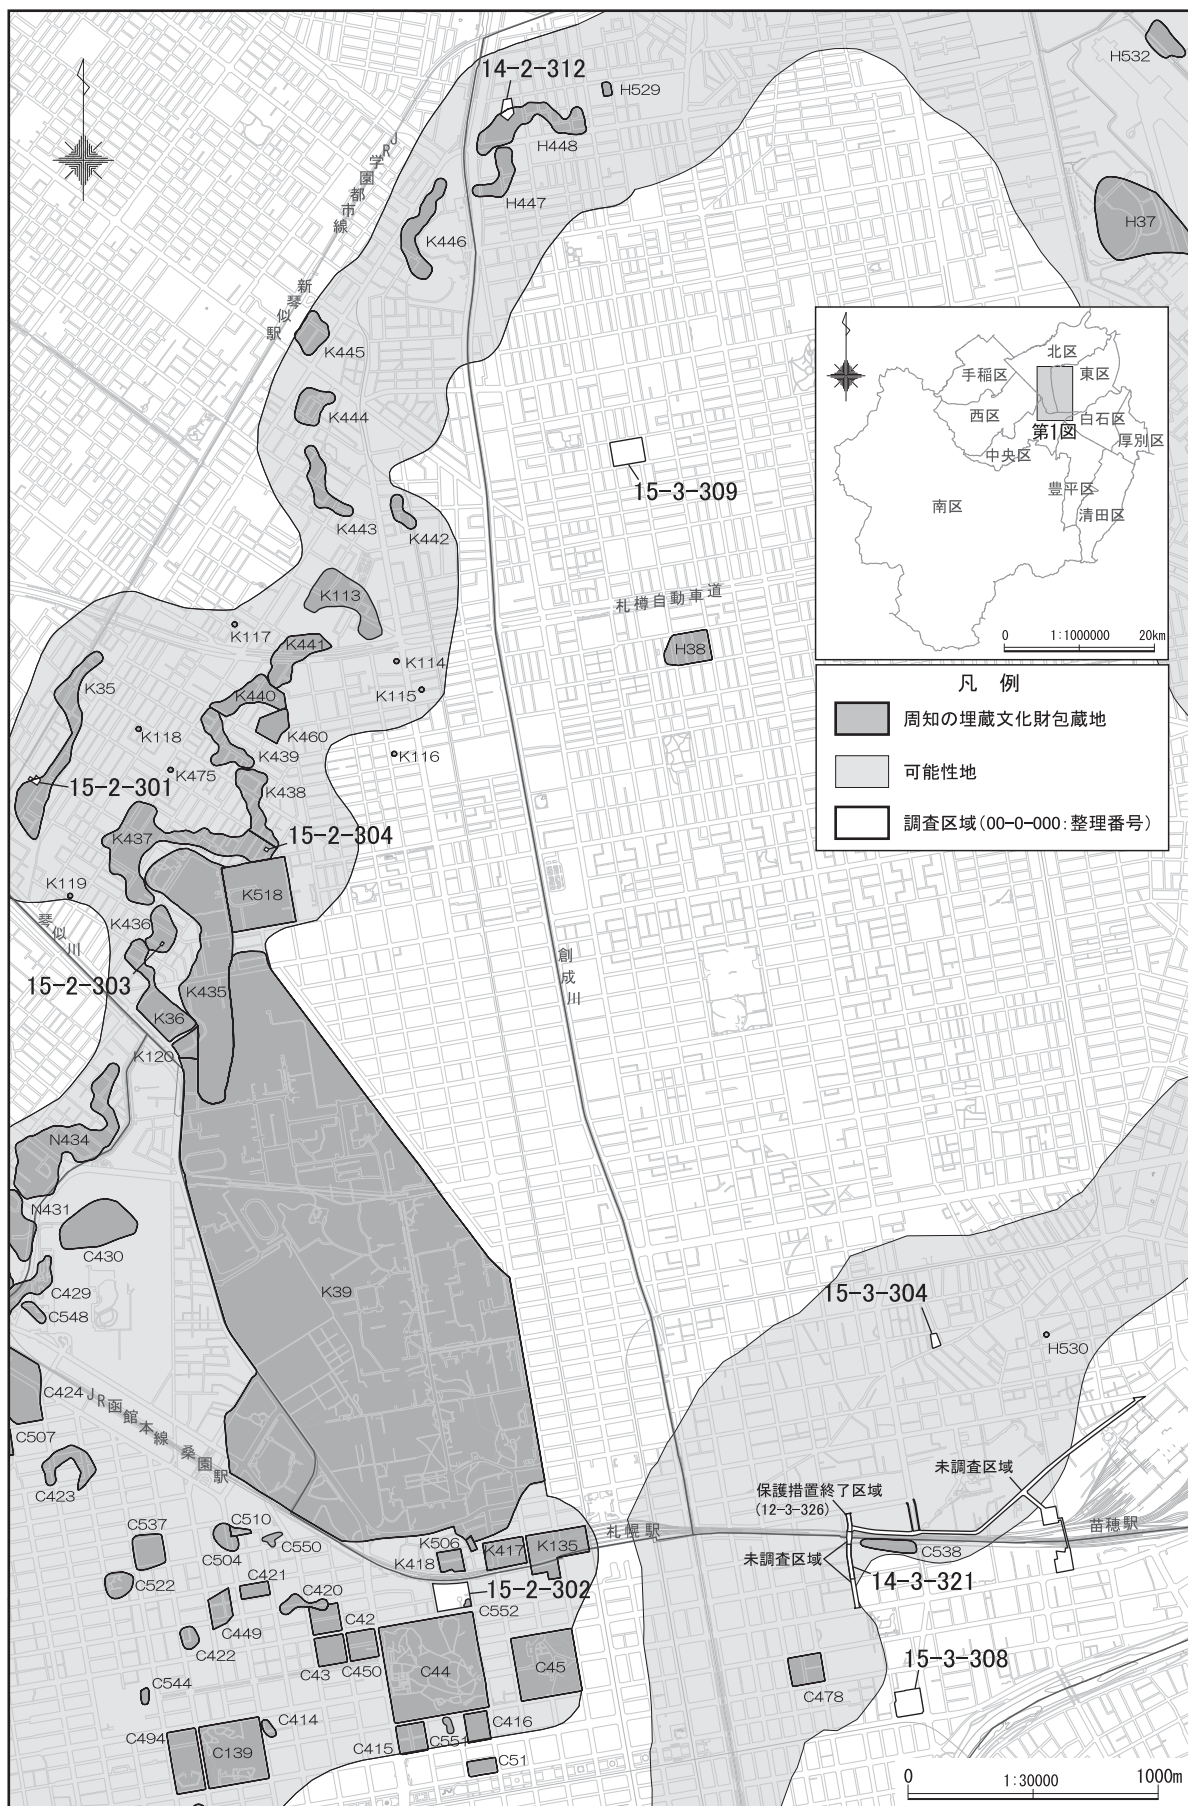 14-2-312
H529
H532
H448
H447
H37
K446
JR学園都市線
新琴似駅
K445
K444
K443
K442
15-3-309
K113
札樽自動車道
H38
K117
K441
K114
K35
K440
K115
K118
K460
K116
K439
K475
15-2-301
K438
K437
15-2-304
K518
K119
琴似川
K436
15-2-303
K435
K36
K120
創成川
N434
N431
C430
C429
C548
K39
15-3-304
H530
C424
JR函館本線
桑園駅
C507
C423
未調査区域
保護措置終了区域
(12-3-326)
札幌駅
苗穂駅
C537
C510
C504
C550
K506
K418
K417
K135
C538
未調査区域
14-3-321
C522
C421
C420
15-2-302
C552
C449
C42
C422
C43
C450
C44
C45
C478
15-3-308
C544
C494
C139
C414
C415
C551
C416
C51
北区
手稲区
東区
西区
白石区
第1図
厚別区
中央区
豊平区
南区
清田区
0 1:1000000 20km
凡 例
周知の埋蔵文化財包蔵地
可能性地
調査区域(00-0-000:整理番号)
0 1:30000 1000m